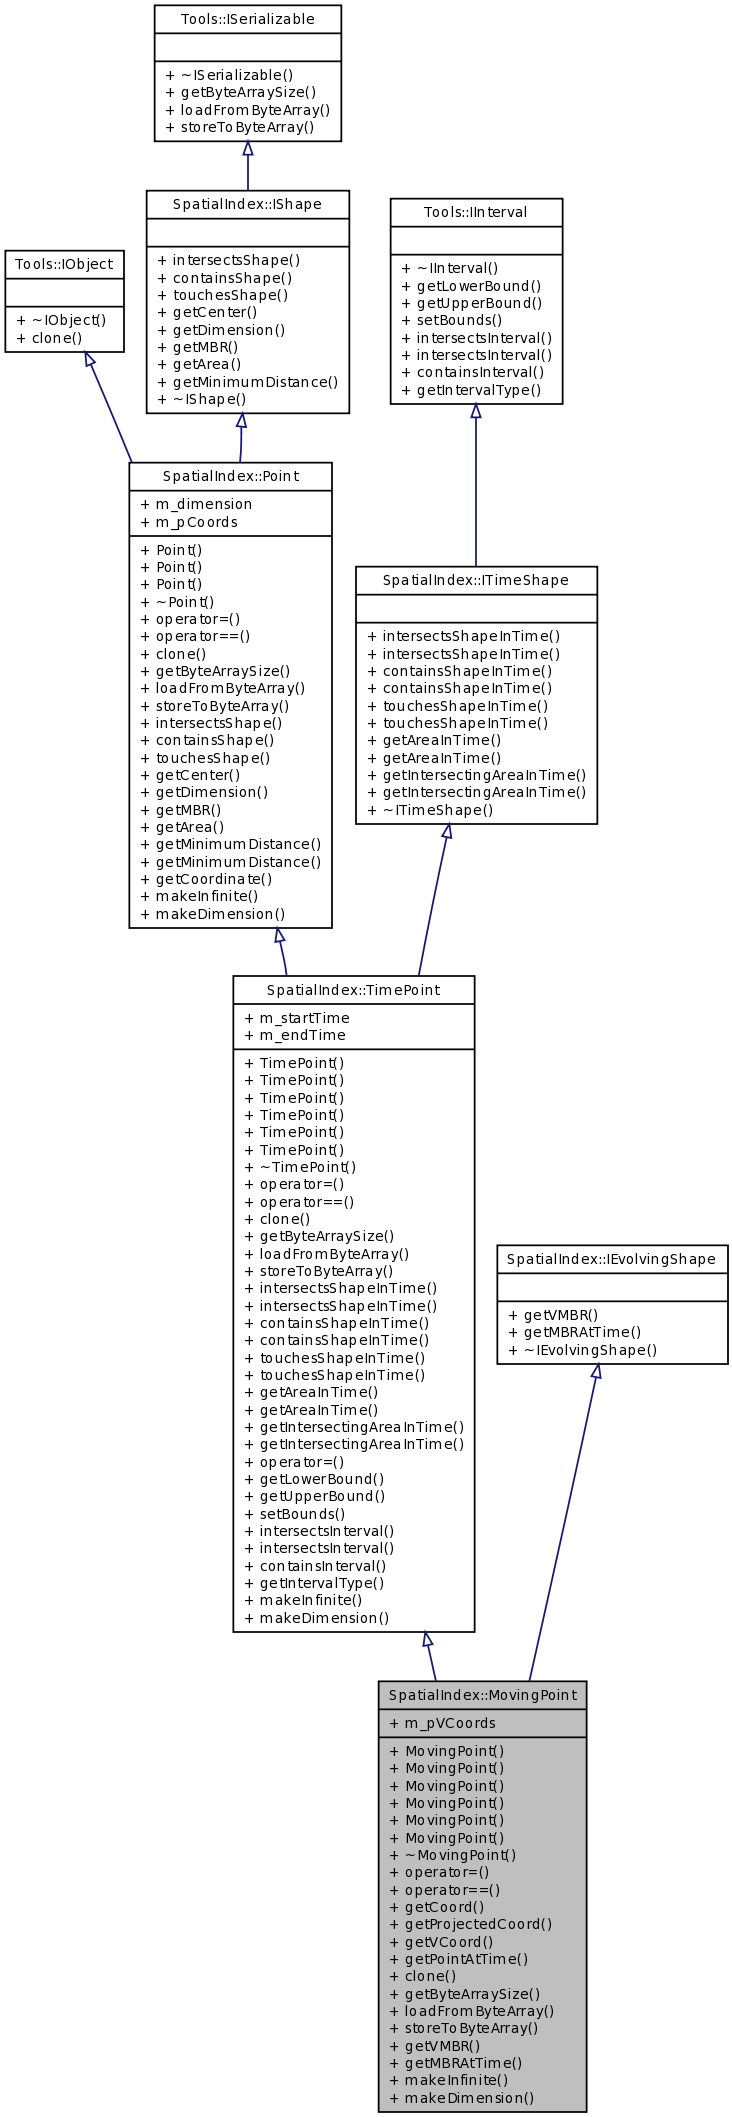 Tools::ISerializable
+ ~ISerializable()
+ getByteArraySize()
+ loadFromByteArray()
+ storeToByteArray()
SpatialIndex::IShape
+ intersectsShape()
+ containsShape()
+ touchesShape()
+ getCenter()
+ getDimension()
+ getMBR()
+ getArea()
+ getMinimumDistance()
+ ~IShape()
Tools::IInterval
+ ~IInterval()
+ getLowerBound()
+ getUpperBound()
+ setBounds()
+ intersectsInterval()
+ intersectsInterval()
+ containsInterval()
+ getIntervalType()
Tools::IObject
+ ~IObject()
+ clone()
SpatialIndex::Point
+ m_dimension
+ m_pCoords
+ Point()
+ Point()
+ Point()
+ ~Point()
+ operator=()
+ operator==()
+ clone()
+ getByteArraySize()
+ loadFromByteArray()
+ storeToByteArray()
+ intersectsShape()
+ containsShape()
+ touchesShape()
+ getCenter()
+ getDimension()
+ getMBR()
+ getArea()
+ getMinimumDistance()
+ getMinimumDistance()
+ getCoordinate()
+ makeInfinite()
+ makeDimension()
SpatialIndex::ITimeShape
+ intersectsShapeInTime()
+ intersectsShapeInTime()
+ containsShapeInTime()
+ containsShapeInTime()
+ touchesShapeInTime()
+ touchesShapeInTime()
+ getAreaInTime()
+ getAreaInTime()
+ getIntersectingAreaInTime()
+ getIntersectingAreaInTime()
+ ~ITimeShape()
SpatialIndex::TimePoint
+ m_startTime
+ m_endTime
+ TimePoint()
+ TimePoint()
+ TimePoint()
+ TimePoint()
+ TimePoint()
+ TimePoint()
+ ~TimePoint()
+ operator=()
+ operator==()
+ clone()
+ getByteArraySize()
+ loadFromByteArray()
+ storeToByteArray()
+ intersectsShapeInTime()
+ intersectsShapeInTime()
+ containsShapeInTime()
+ containsShapeInTime()
+ touchesShapeInTime()
+ touchesShapeInTime()
+ getAreaInTime()
+ getAreaInTime()
+ getIntersectingAreaInTime()
+ getIntersectingAreaInTime()
+ operator=()
+ getLowerBound()
+ getUpperBound()
+ setBounds()
+ intersectsInterval()
+ intersectsInterval()
+ containsInterval()
+ getIntervalType()
+ makeInfinite()
+ makeDimension()
SpatialIndex::IEvolvingShape
+ getVMBR()
+ getMBRAtTime()
+ ~IEvolvingShape()
SpatialIndex::MovingPoint
+ m_pVCoords
+ MovingPoint()
+ MovingPoint()
+ MovingPoint()
+ MovingPoint()
+ MovingPoint()
+ MovingPoint()
+ ~MovingPoint()
+ operator=()
+ operator==()
+ getCoord()
+ getProjectedCoord()
+ getVCoord()
+ getPointAtTime()
+ clone()
+ getByteArraySize()
+ loadFromByteArray()
+ storeToByteArray()
+ getVMBR()
+ getMBRAtTime()
+ makeInfinite()
+ makeDimension()